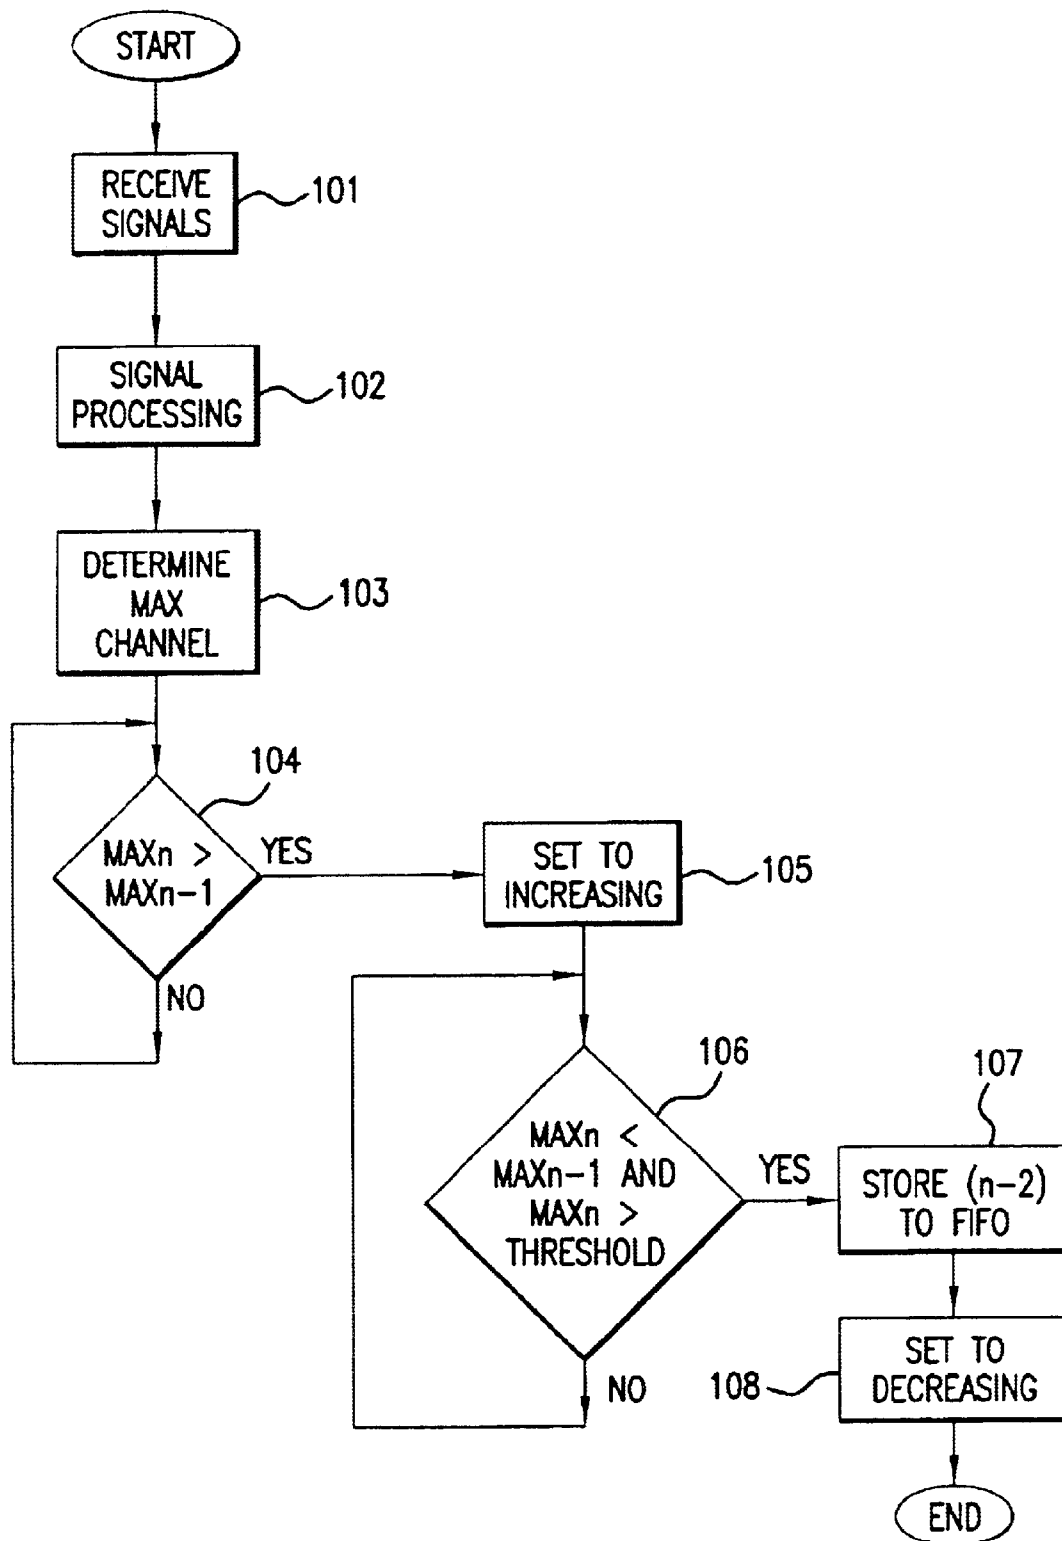 START
RECEIVE
SIGNALS
101
SIGNAL
PROCESSING
102
DETERMINE
MAX
CHANNEL
103
104
MAXn >
MAXn-1
YES
NO
SET TO
INCREASING
105
106
MAXn <
MAXn-1 AND
MAXn >
THRESHOLD
YES
NO
107
STORE (n-2)
TO FIFO
SET TO
DECREASING
108
END